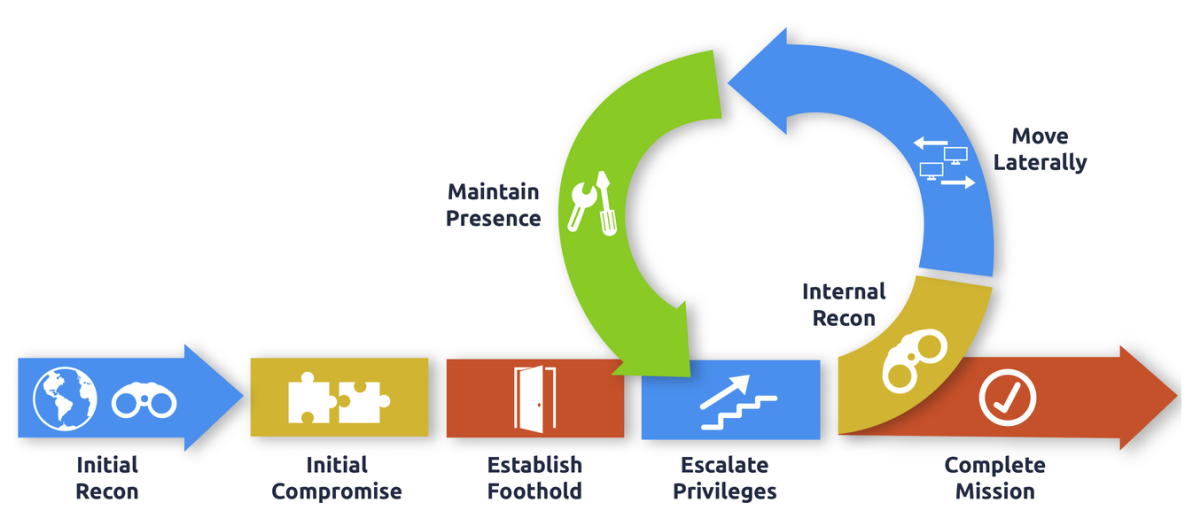 Move
Laterally
Maintain
Presence
Internal
Recon
Initial
Recon
Initial
Compromise
Establish
Foothold
Escalate
Privileges
Complete
Mission